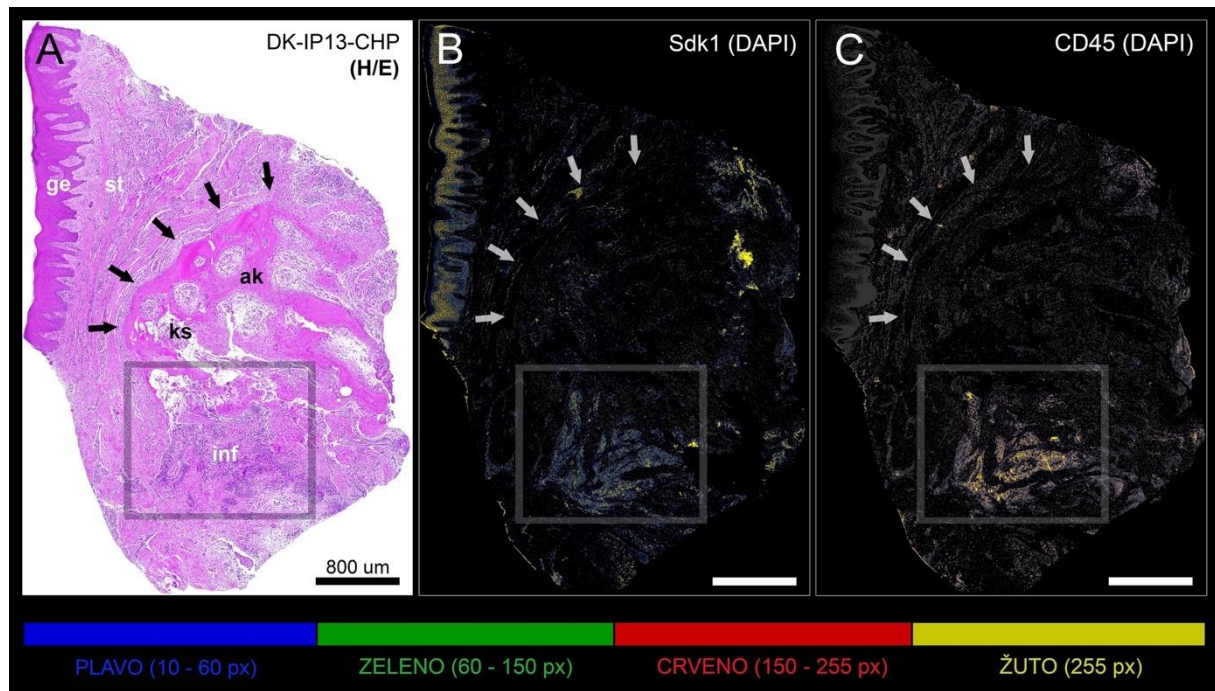 A
DK-IP13-CHP
(H/E)
ge
st
ak
ks
inf
800 um
B
Sdk1 (DAPI)
C
CD45 (DAPI)
PLAVO (10 - 60 px)
ZELENO (60 - 150 px)
CRVENO (150 - 255 px)
ŽUTO (255 px)